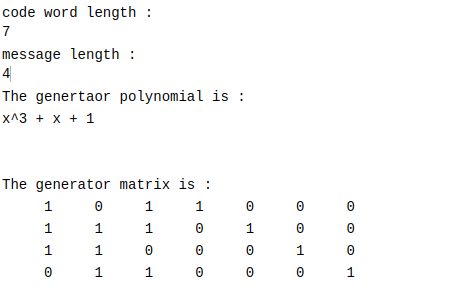 code word length :
7
message length :
4
The genertaor polynomial is :
x^3 + x + 1
The generator matrix is :
1 0 1 1 0 0 0
1 1 1 0 1 0 0
1 1 0 0 0 1 0
0 1 1 0 0 0 1